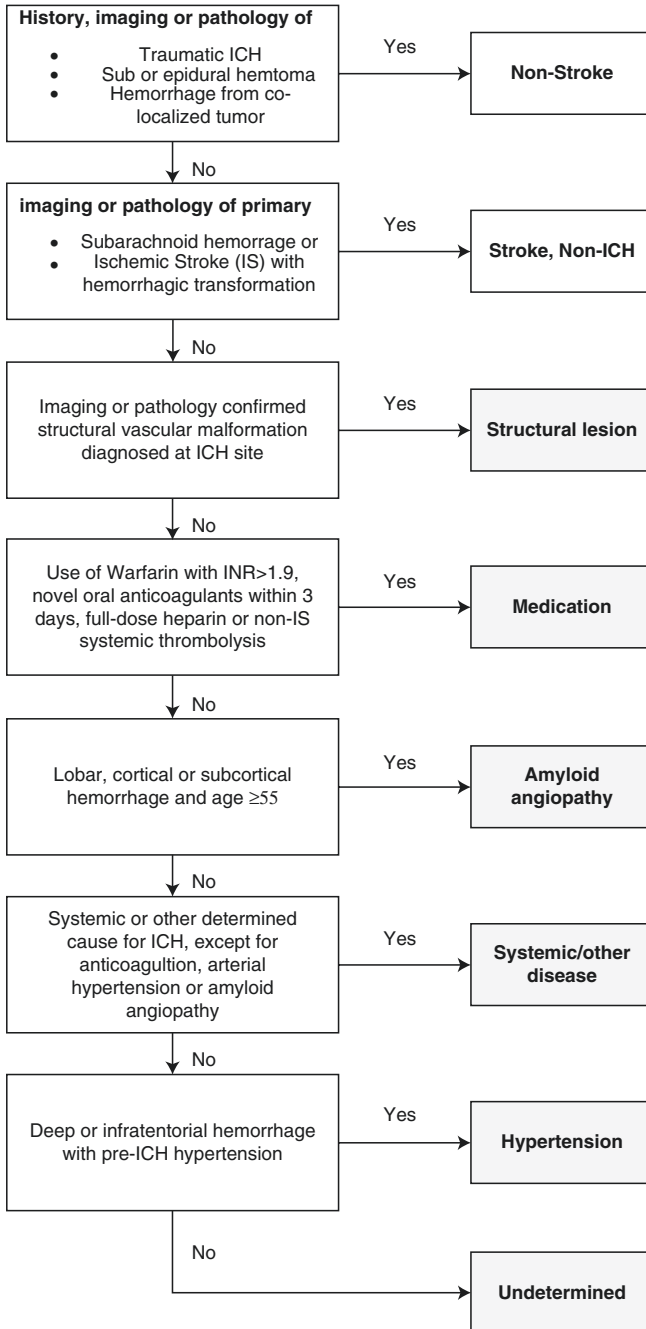 History, imaging or pathology of
• Traumatic ICH
• Sub or epidural hemtoma
• Hemorrhage from co-
localized tumor
Yes
Non-Stroke
No
imaging or pathology of primary
• Subarachnoid hemorrage or
• Ischemic Stroke (IS) with
hemorrhagic transformation
Yes
Stroke, Non-ICH
No
Imaging or pathology confirmed
structural vascular malformation
diagnosed at ICH site
Yes
Structural lesion
No
Use of Warfarin with INR>1.9,
novel oral anticoagulants within 3
days, full-dose heparin or non-IS
systemic thrombolysis
Yes
Medication
No
Lobar, cortical or subcortical
hemorrhage and age ≥55
Yes
Amyloid
angiopathy
No
Systemic or other determined
cause for ICH, except for
anticoagultion, arterial
hypertension or amyloid
angiopathy
Yes
Systemic/other
disease
No
Deep or infratentorial hemorrhage
with pre-ICH hypertension
Yes
Hypertension
No
Undetermined